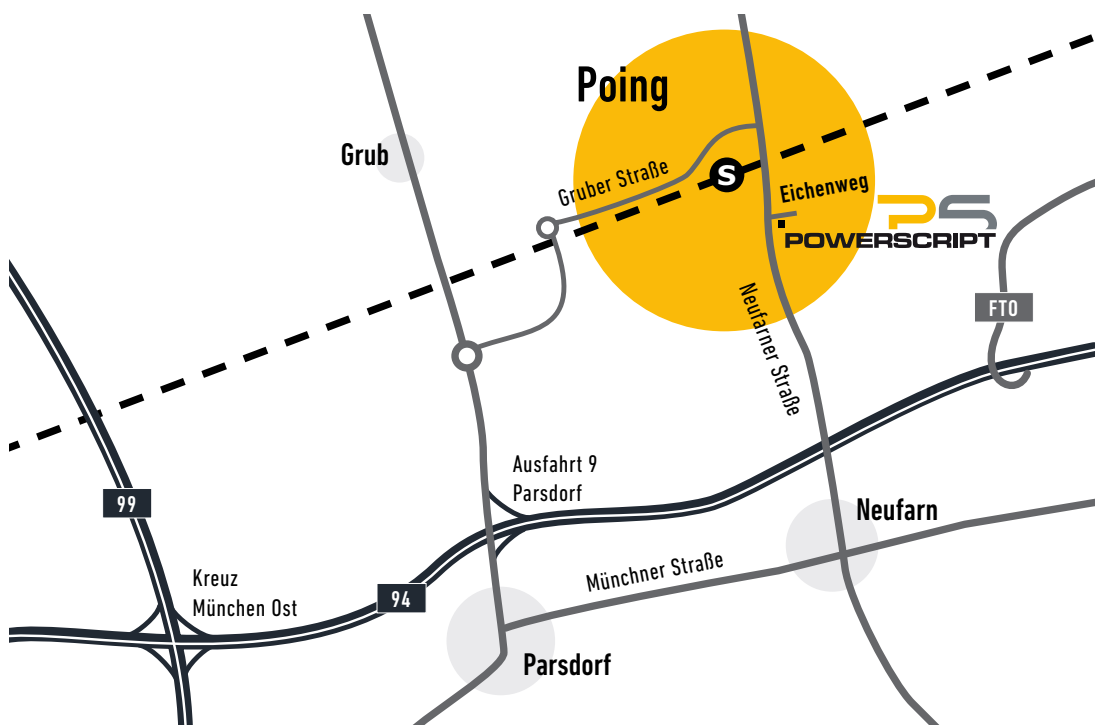 Poing
Grub
Gruber Straße
S
Eichenweg
PS
POWERSCRIPT
FTO
Neufarner Straße
Ausfahrt 9
Parsdorf
99
Neufarn
Münchner Straße
Kreuz
München Ost
94
Parsdorf